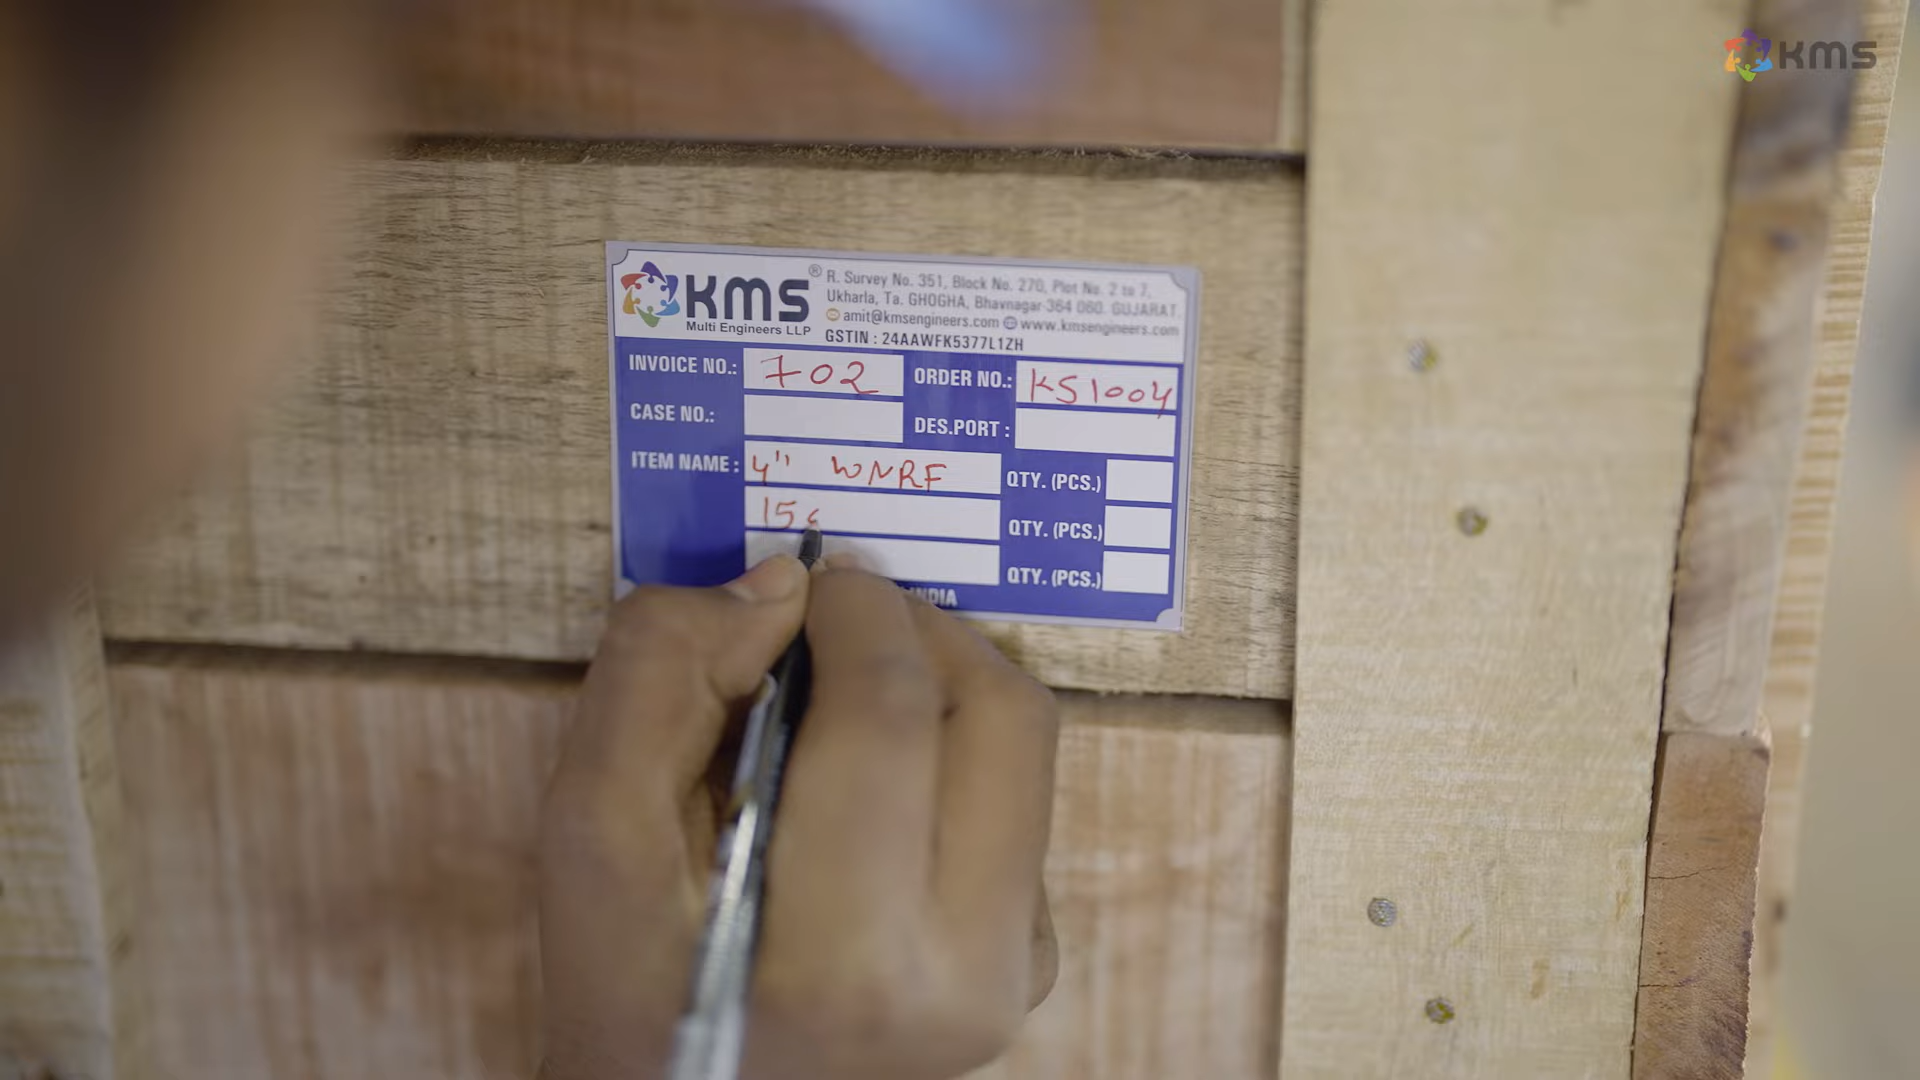 KMS
KMS ®
Multi Engineers LLP
R. Survey No. 351, Block No. 270, Plot No. 2 to 7,
Ukharla, Ta. GHOGHA, Bhavnagar-364 060. GUJARAT.
amit@kmsengineers.com www.kmsengineers.com
GSTIN : 24AAWFK5377L1ZH
INVOICE NO.: 702 ORDER NO.: KS1004
CASE NO.: DES.PORT :
ITEM NAME : 4" WNRF QTY. (PCS.)
15 QTY. (PCS.)
QTY. (PCS.)
INDIA